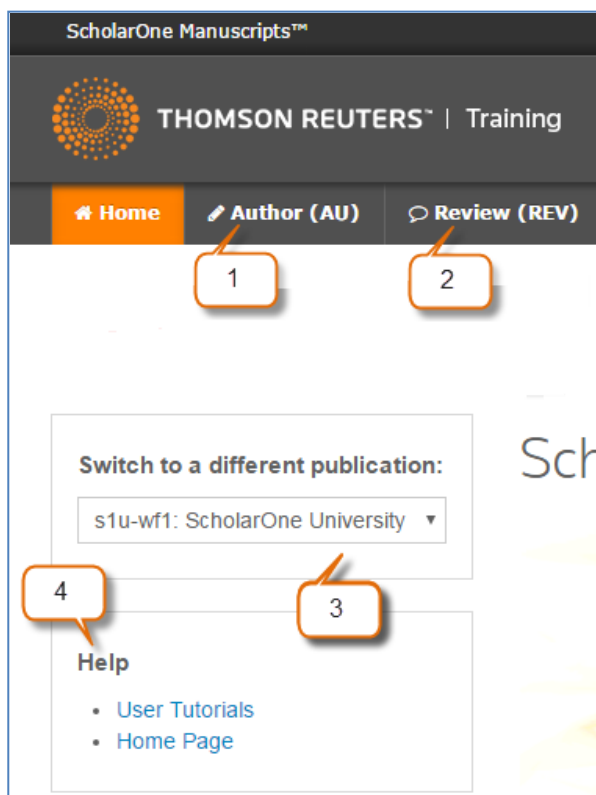 ScholarOne Manuscripts™
THOMSON REUTERS™ | Training
Home Author (AU) Review (REV)
1 2
Sch
Switch to a different publication:
s1u-wf1: ScholarOne University
3
4
Help
• User Tutorials
• Home Page